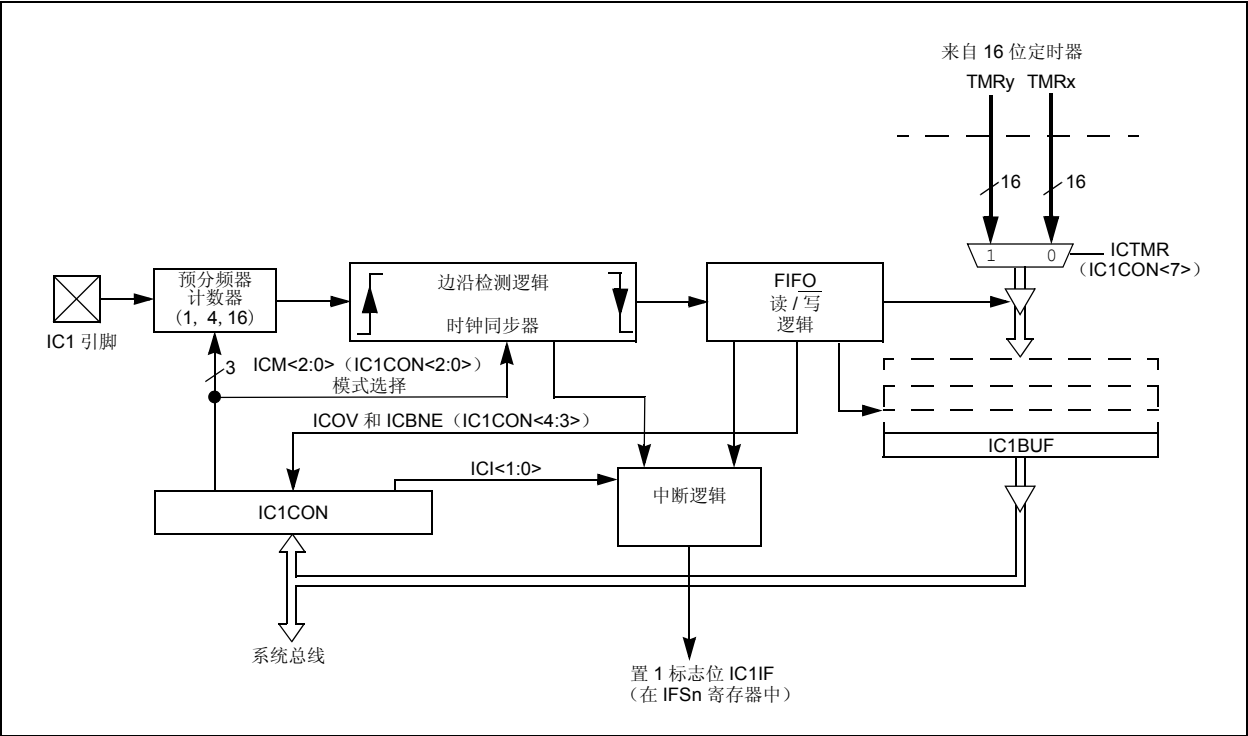 来自 16 位定时器
TMRy TMRx
16 16
1 0
ICTMR
（IC1CON<7>）
预分频器
计数器
（1, 4, 16）
边沿检测逻辑
时钟同步器
FIFO
读 / 写
逻辑
IC1 引脚
3
ICM<2:0>（IC1CON<2:0>）
模式选择
ICOV 和 ICBNE（IC1CON<4:3>）
IC1BUF
ICI<1:0>
中断逻辑
IC1CON
系统总线
置 1 标志位 IC1IF
（在 IFSn 寄存器中）